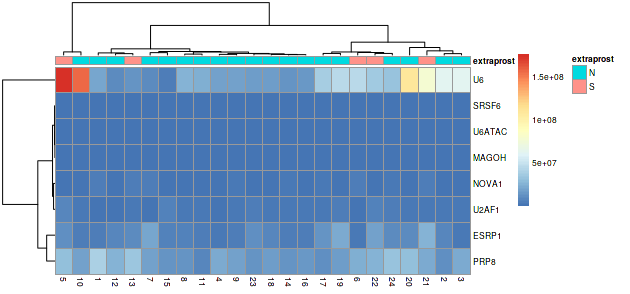 extraprost
U6
SRSF6
U6ATAC
MAGOH
NOVA1
U2AF1
ESRP1
PRP8
5 10 1 12 13 7 15 8 11 4 9 23 18 14 16 17 19 6 22 24 20 21 2 3
1.5e+08
1e+08
5e+07
extraprost
N
S